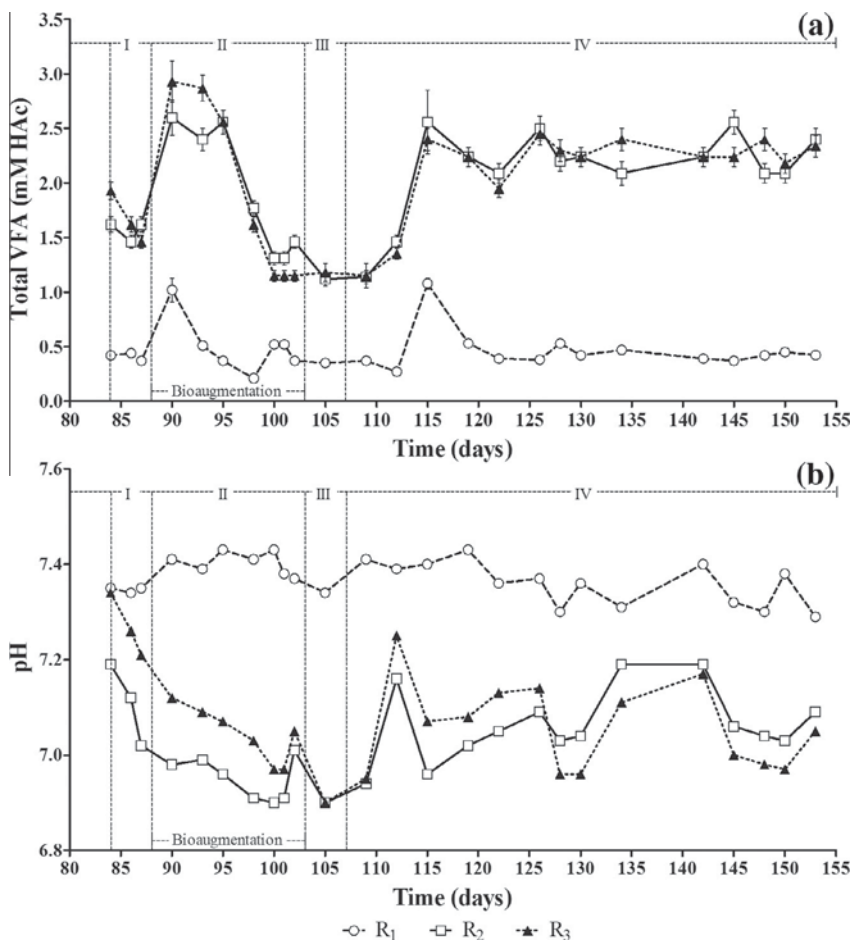 (a)
I II III IV
3.5
3.0
2.5
2.0
1.5
1.0
0.5
0.0
Total VFA (mM HAc)
Bioaugmentation
80 85 90 95 100 105 110 115 120 125 130 135 140 145 150 155
Time (days)
(b)
I II III IV
7.6
7.4
7.2
7.0
6.8
pH
Bioaugmentation
80 85 90 95 100 105 110 115 120 125 130 135 140 145 150 155
Time (days)
R1 R2 R3